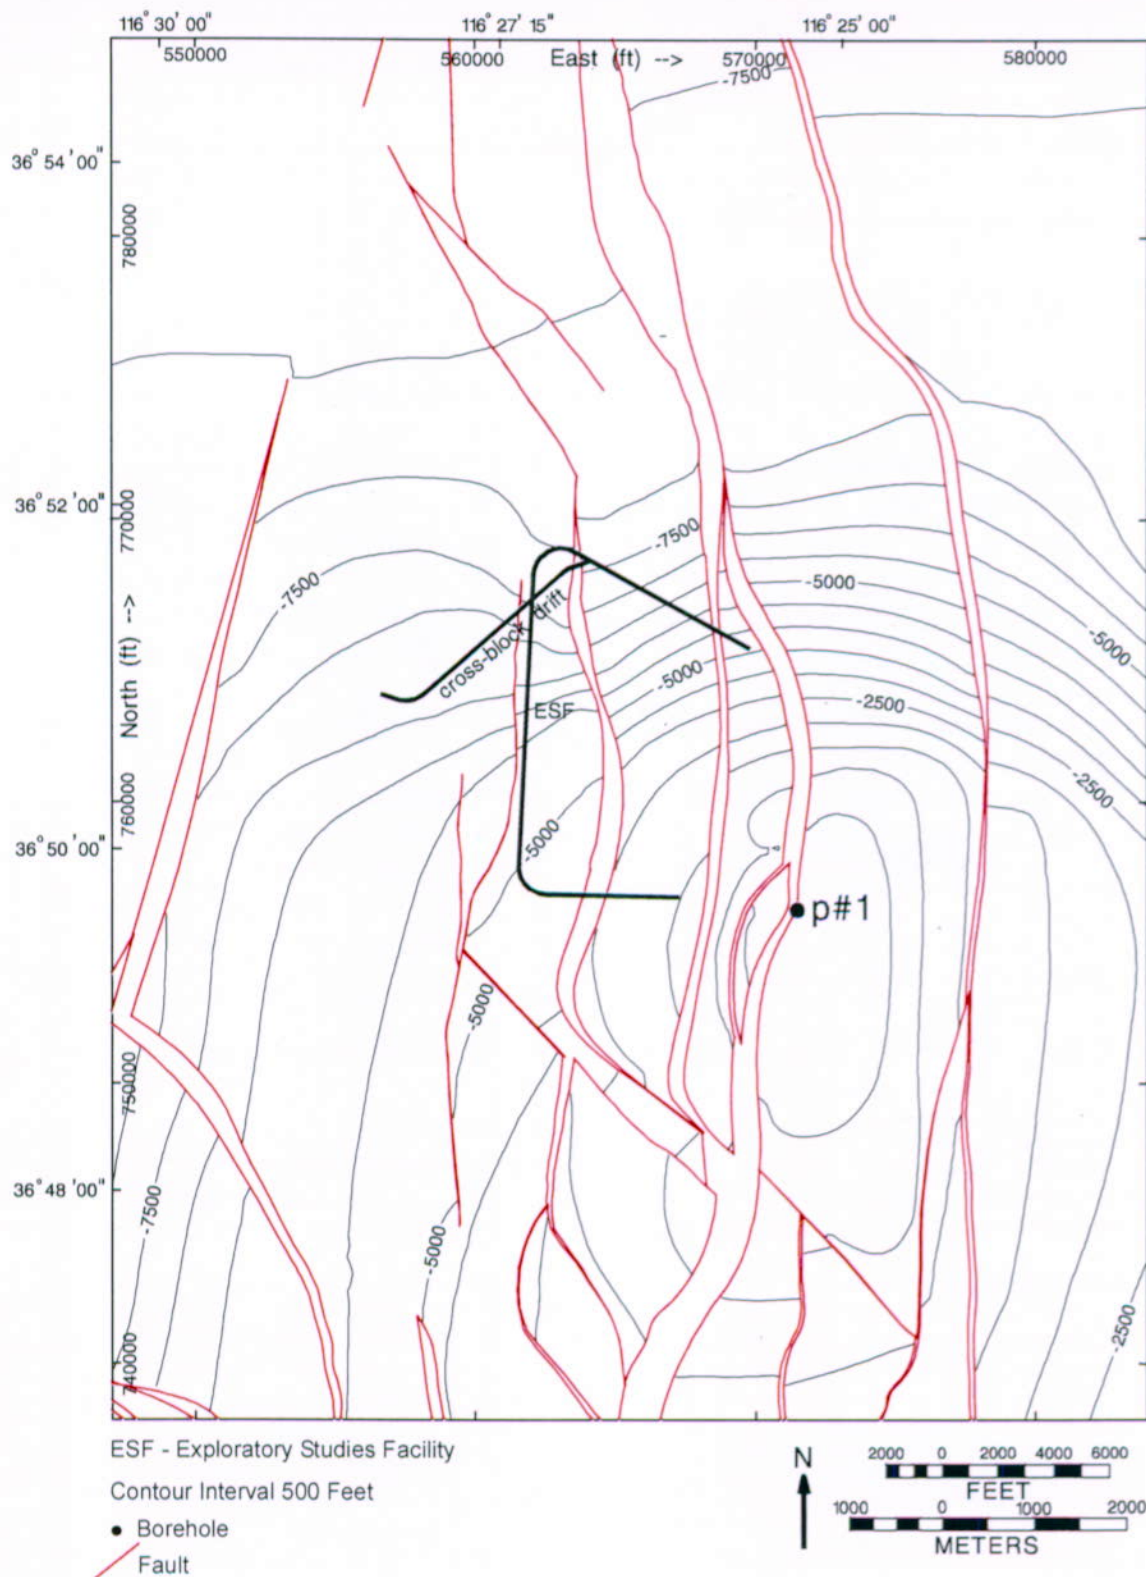 116° 30' 00" 116° 27' 15" 116° 25' 00"
550000 560000 East (ft) --> 570000 580000
-7500
36° 54' 00"
780000
36° 52' 00"
770000
-7500
-7500
-5000
-5000
cross-block drift
-5000
North (ft) -->
ESF
-2500
-2500
760000
-5000
36° 50' 00"
p#1
-5000
750000
36° 48' 00"
-7500
-5000
-2500
740000
ESF - Exploratory Studies Facility
Contour Interval 500 Feet
Borehole
Fault
N
2000 0 2000 4000 6000
FEET
1000 0 1000 2000
METERS